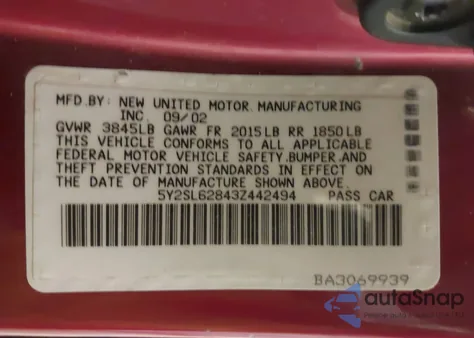 MFD.BY: NEW UNITED MOTOR MANUFACTURING
INC. 09/02
GVWR 3845LB GAWR FR 2015LB RR 1850LB
THIS VEHICLE CONFORMS TO ALL APPLICABLE
FEDERAL MOTOR VEHICLE SAFETY,BUMPER,AND
THEFT PREVENTION STANDARDS IN EFFECT ON
THE DATE OF MANUFACTURE SHOWN ABOVE.
5Y2SL62843Z442494 PASS CAR
BA3069939
autoSnap